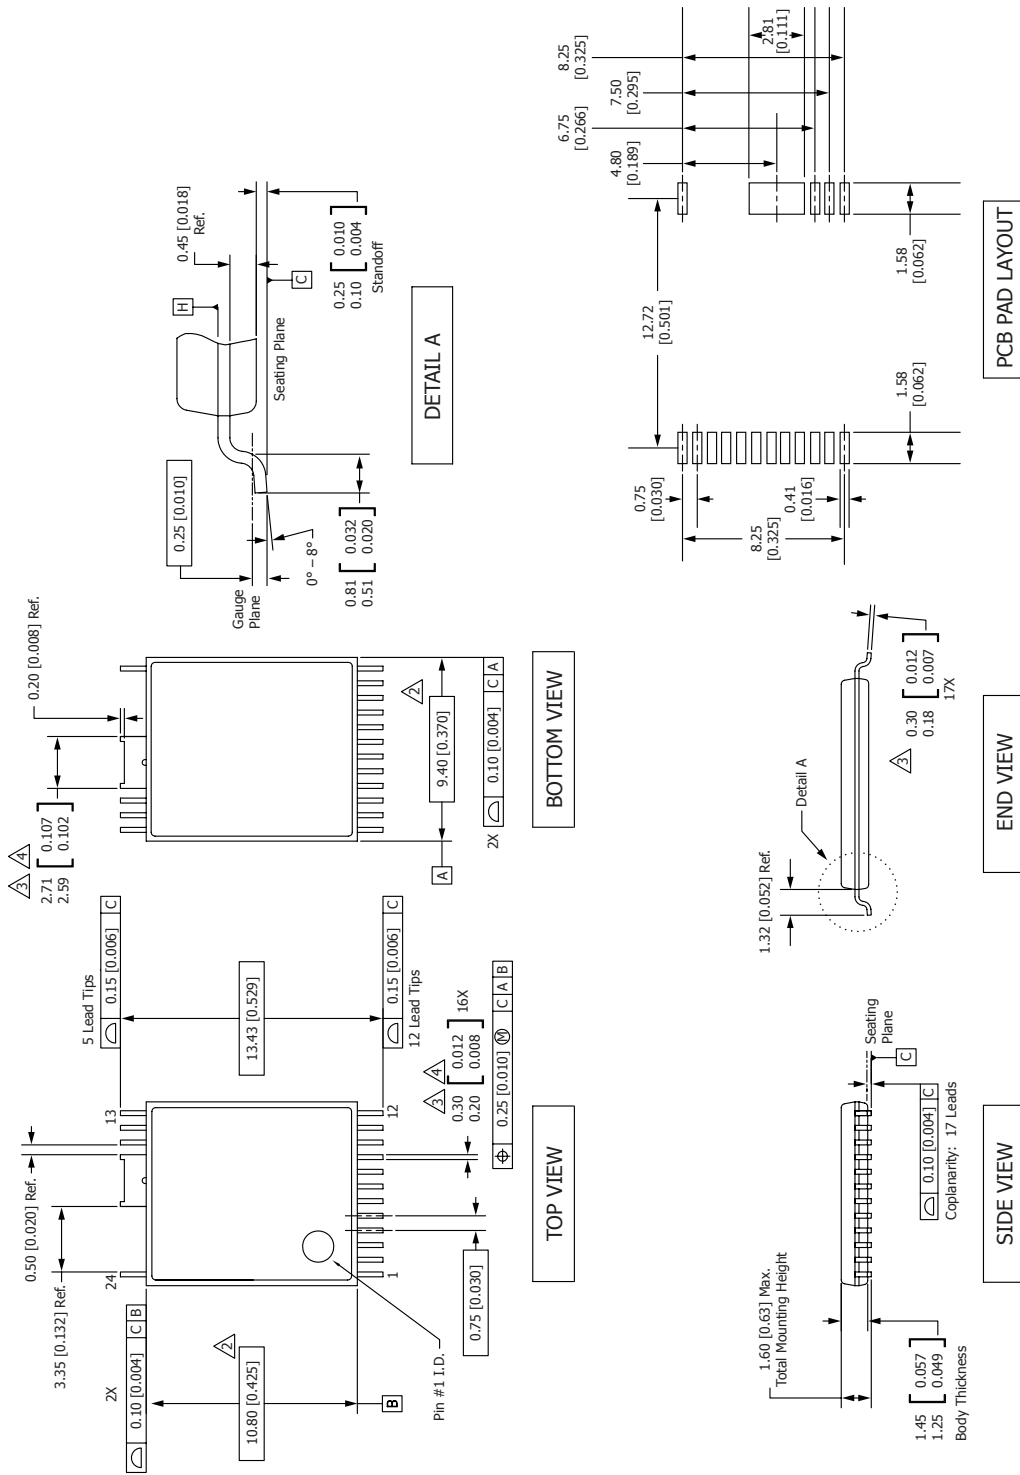 2X
⌓ 0.10 [0.004] C B
3.35 [0.132] Ref.
0.50 [0.020] Ref.
24
13
5 Lead Tips
⌓ 0.15 [0.006] C
2
10.80 [0.425]
B
13.43 [0.529]
Pin #1 I.D.
1
12
12 Lead Tips
⌓ 0.15 [0.006] C
0.75 [0.030]
3 4
0.30 [0.012]
0.20 [0.008] 16X
⌖ 0.25 [0.010] Ⓜ C A B
TOP VIEW
3 4
2.71 [0.107]
2.59 [0.102]
0.20 [0.008] Ref.
2
9.40 [0.370]
A
2X
⌓ 0.10 [0.004] C A
BOTTOM VIEW
0.25 [0.010]
Gauge
Plane
0° – 8°
0.81 [0.032]
0.51 [0.020]
H
0.45 [0.018]
Ref.
Seating Plane
C
0.25 [0.010]
0.10 [0.004]
Standoff
DETAIL A
1.60 [0.63] Max.
Total Mounting Height
1.45 [0.057]
1.25 [0.049]
Body Thickness
Seating
Plane
C
⌓ 0.10 [0.004] C
Coplanarity: 17 Leads
SIDE VIEW
1.32 [0.052] Ref.
Detail A
3
0.30 [0.012]
0.18 [0.007]
17X
END VIEW
0.75
[0.030]
8.25
[0.325]
0.41
[0.016]
12.72
[0.501]
1.58
[0.062]
4.80
[0.189]
6.75
[0.266]
7.50
[0.295]
8.25
[0.325]
2.81
[0.111]
1.58
[0.062]
PCB PAD LAYOUT